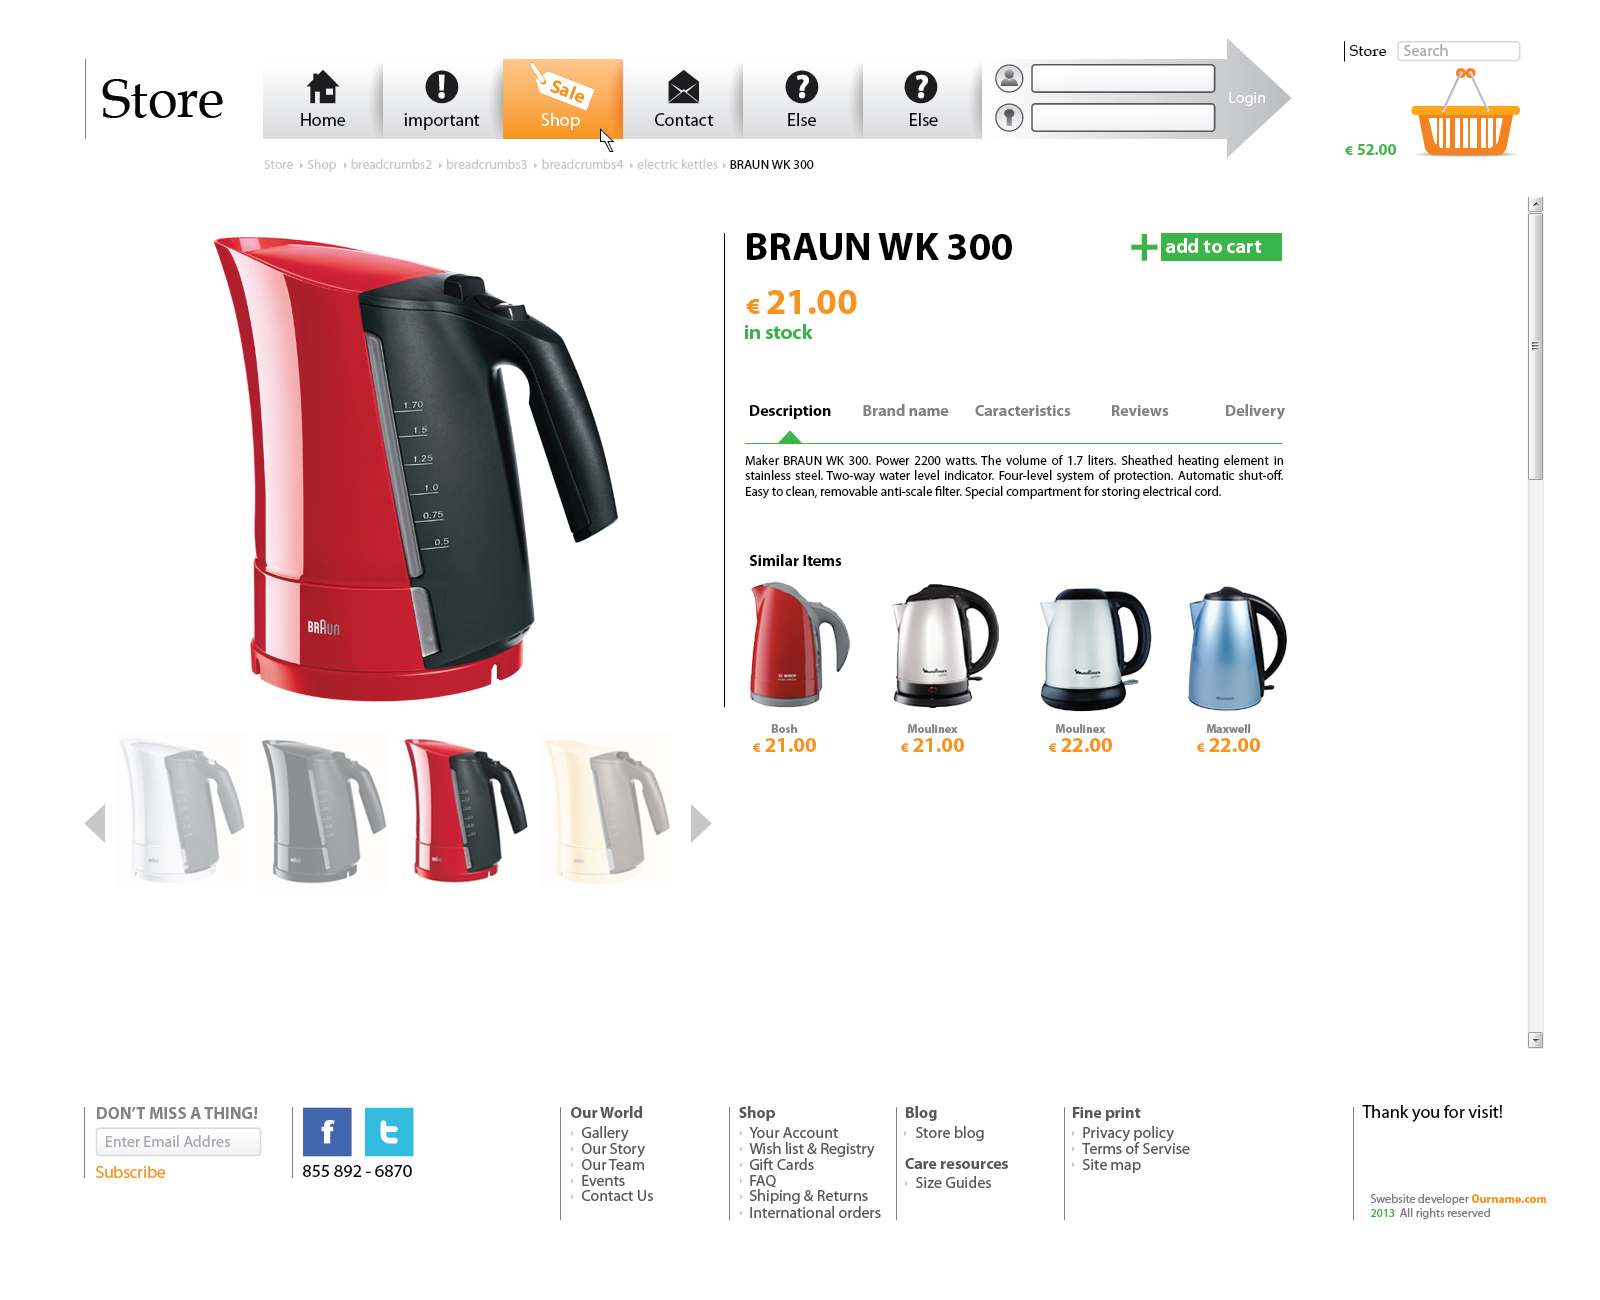 Store
Home
important
Sale
Shop
Contact
Else
Else
Login
Store
Search
€ 52.00
Store Shop breadcrumbs2 breadcrumbs3 breadcrumbs4 electric kettles BRAUN WK 300
BRAUN WK 300
add to cart
€ 21.00
in stock
1.70
1.5
1.25
1.0
0.75
0.5
BRAUN
Description Brand name Caracteristics Reviews Delivery
Maker BRAUN WK 300. Power 2200 watts. The volume of 1.7 liters. Sheathed heating element in
stainless steel. Two-way water level indicator. Four-level system of protection. Automatic shut-off.
Easy to clean, removable anti-scale filter. Special compartment for storing electrical cord.
Similar Items
Bosh
€ 21.00
Moulinex
€ 21.00
Moulinex
€ 22.00
Maxwell
€ 22.00
DON'T MISS A THING!
Enter Email Addres
Subscribe
855 892 - 6870
Our World
Gallery
Our Story
Our Team
Events
Contact Us
Shop
Your Account
Wish list & Registry
Gift Cards
FAQ
Shiping & Returns
International orders
Blog
Store blog
Care resources
Size Guides
Fine print
Privacy policy
Terms of Servise
Site map
Thank you for visit!
Swebsite developer Ourname.com
2013 All rights reserved